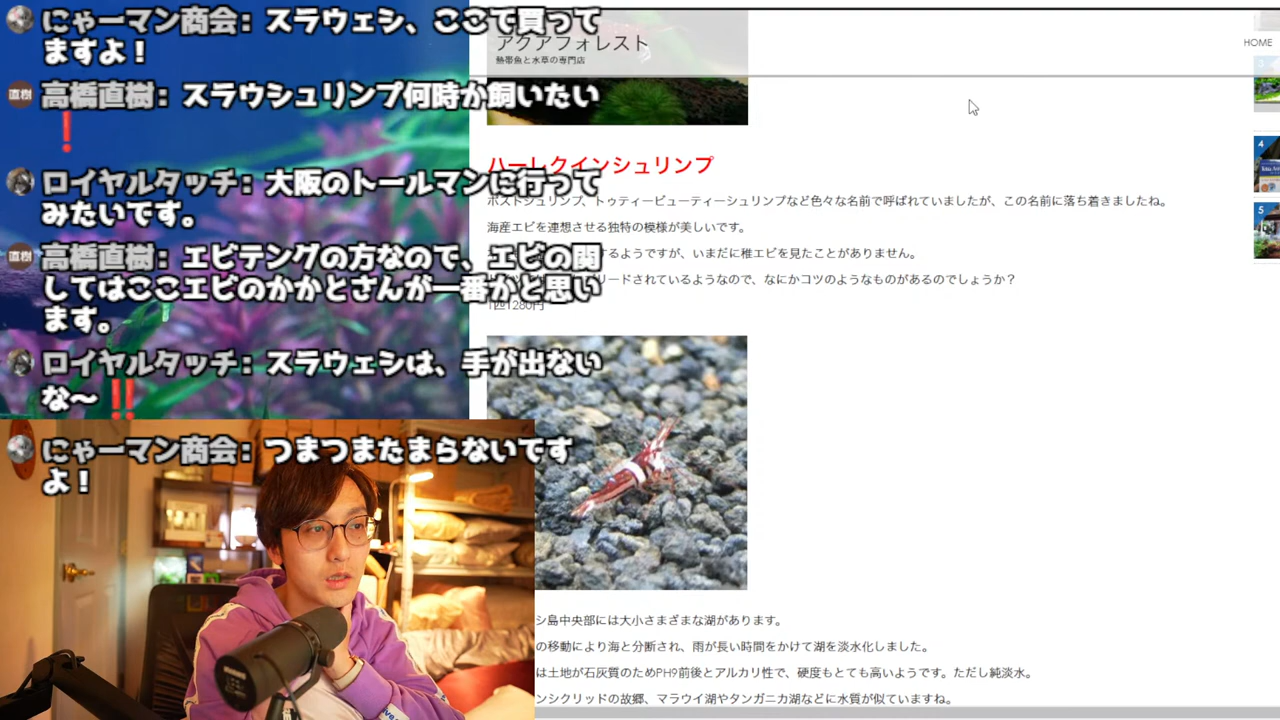 にゃーマン商会: スラウェシ、ここで買って
ますよ！
直樹 高橋直樹: スラウシュリンプ何時か飼いたい
❗
ロイヤルタッチ: 大阪のトールマンに行って
みたいです。
直樹 高橋直樹: エビテングの方なので、エビの関
してはここエビのかかとさんが一番かと思い
ます。
ロイヤルタッチ: スラウェシは、手が出ない
な〜‼️
にゃーマン商会: つまつまたまらないです
よ！
アクアフォレスト
熱帯魚と水草の専門店
HOME
3
4
5
ハーレクインシュリンプ
ポストシュリンプ、トゥティービューティーシュリンプなど色々な名前で呼ばれていましたが、この名前に落ち着きましたね。
海産エビを連想させる独特の模様が美しいです。
するようですが、いまだに稚エビを見たことがありません。
リードされているようなので、なにかコツのようなものがあるのでしょうか？
1匹1280円
シ島中央部には大小さまざまな湖があります。
の移動により海と分断され、雨が長い時間をかけて湖を淡水化しました。
は土地が石灰質のためPH9前後とアルカリ性で、硬度もとても高いようです。ただし純淡水。
ンシクリッドの故郷、マラウイ湖やタンガニカ湖などに水質が似ていますね。